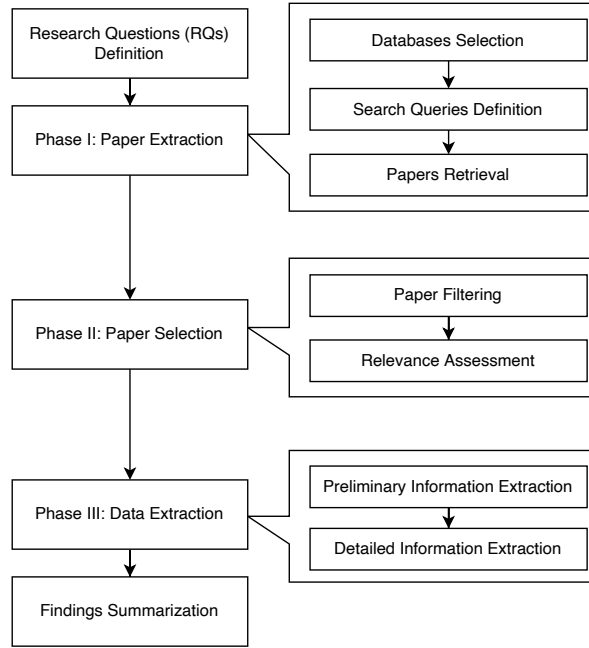 Research Questions (RQs)
Definition
Phase I: Paper Extraction
Databases Selection
Search Queries Definition
Papers Retrieval
Phase II: Paper Selection
Paper Filtering
Relevance Assessment
Phase III: Data Extraction
Preliminary Information Extraction
Detailed Information Extraction
Findings Summarization